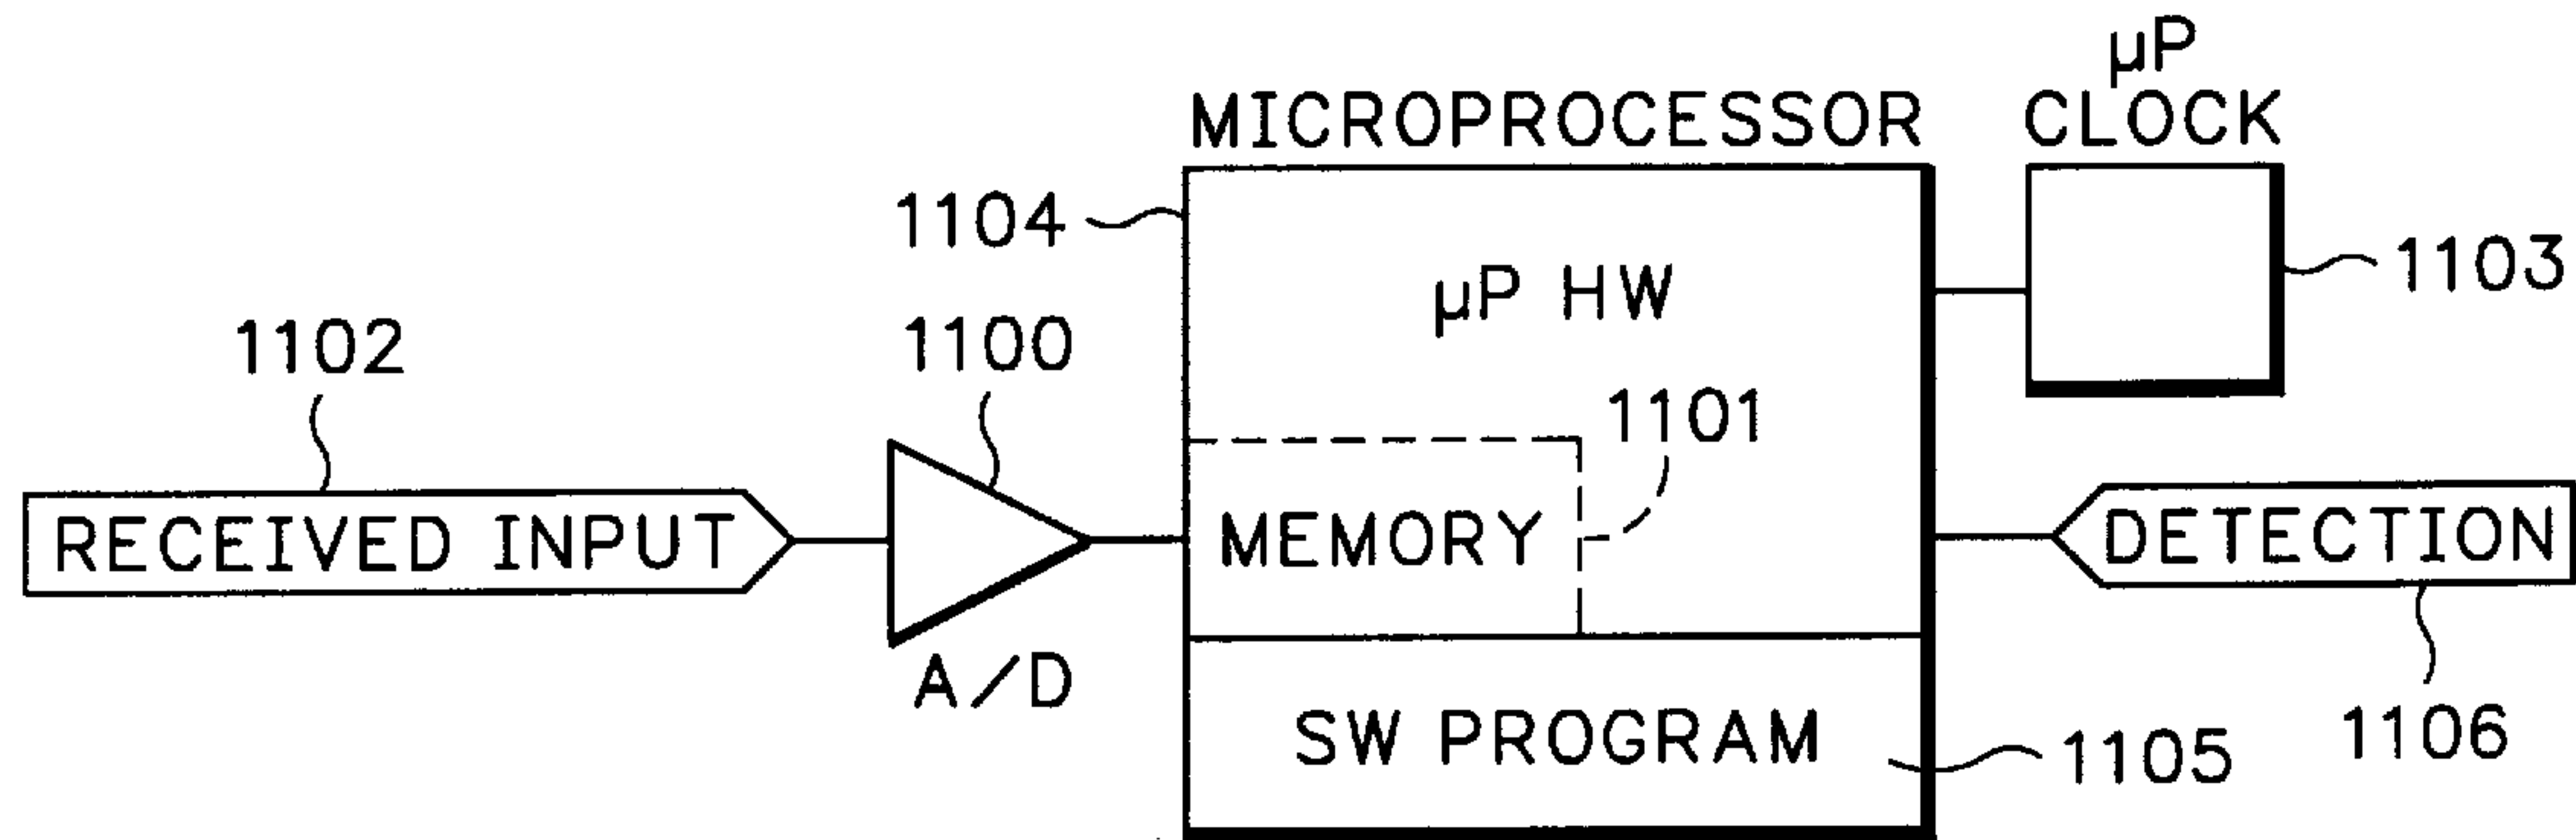 µP
MICROPROCESSOR
CLOCK
1104
µP HW
1103
1102
1100
1101
RECEIVED INPUT
MEMORY
DETECTION
A/D
SW PROGRAM
1105
1106